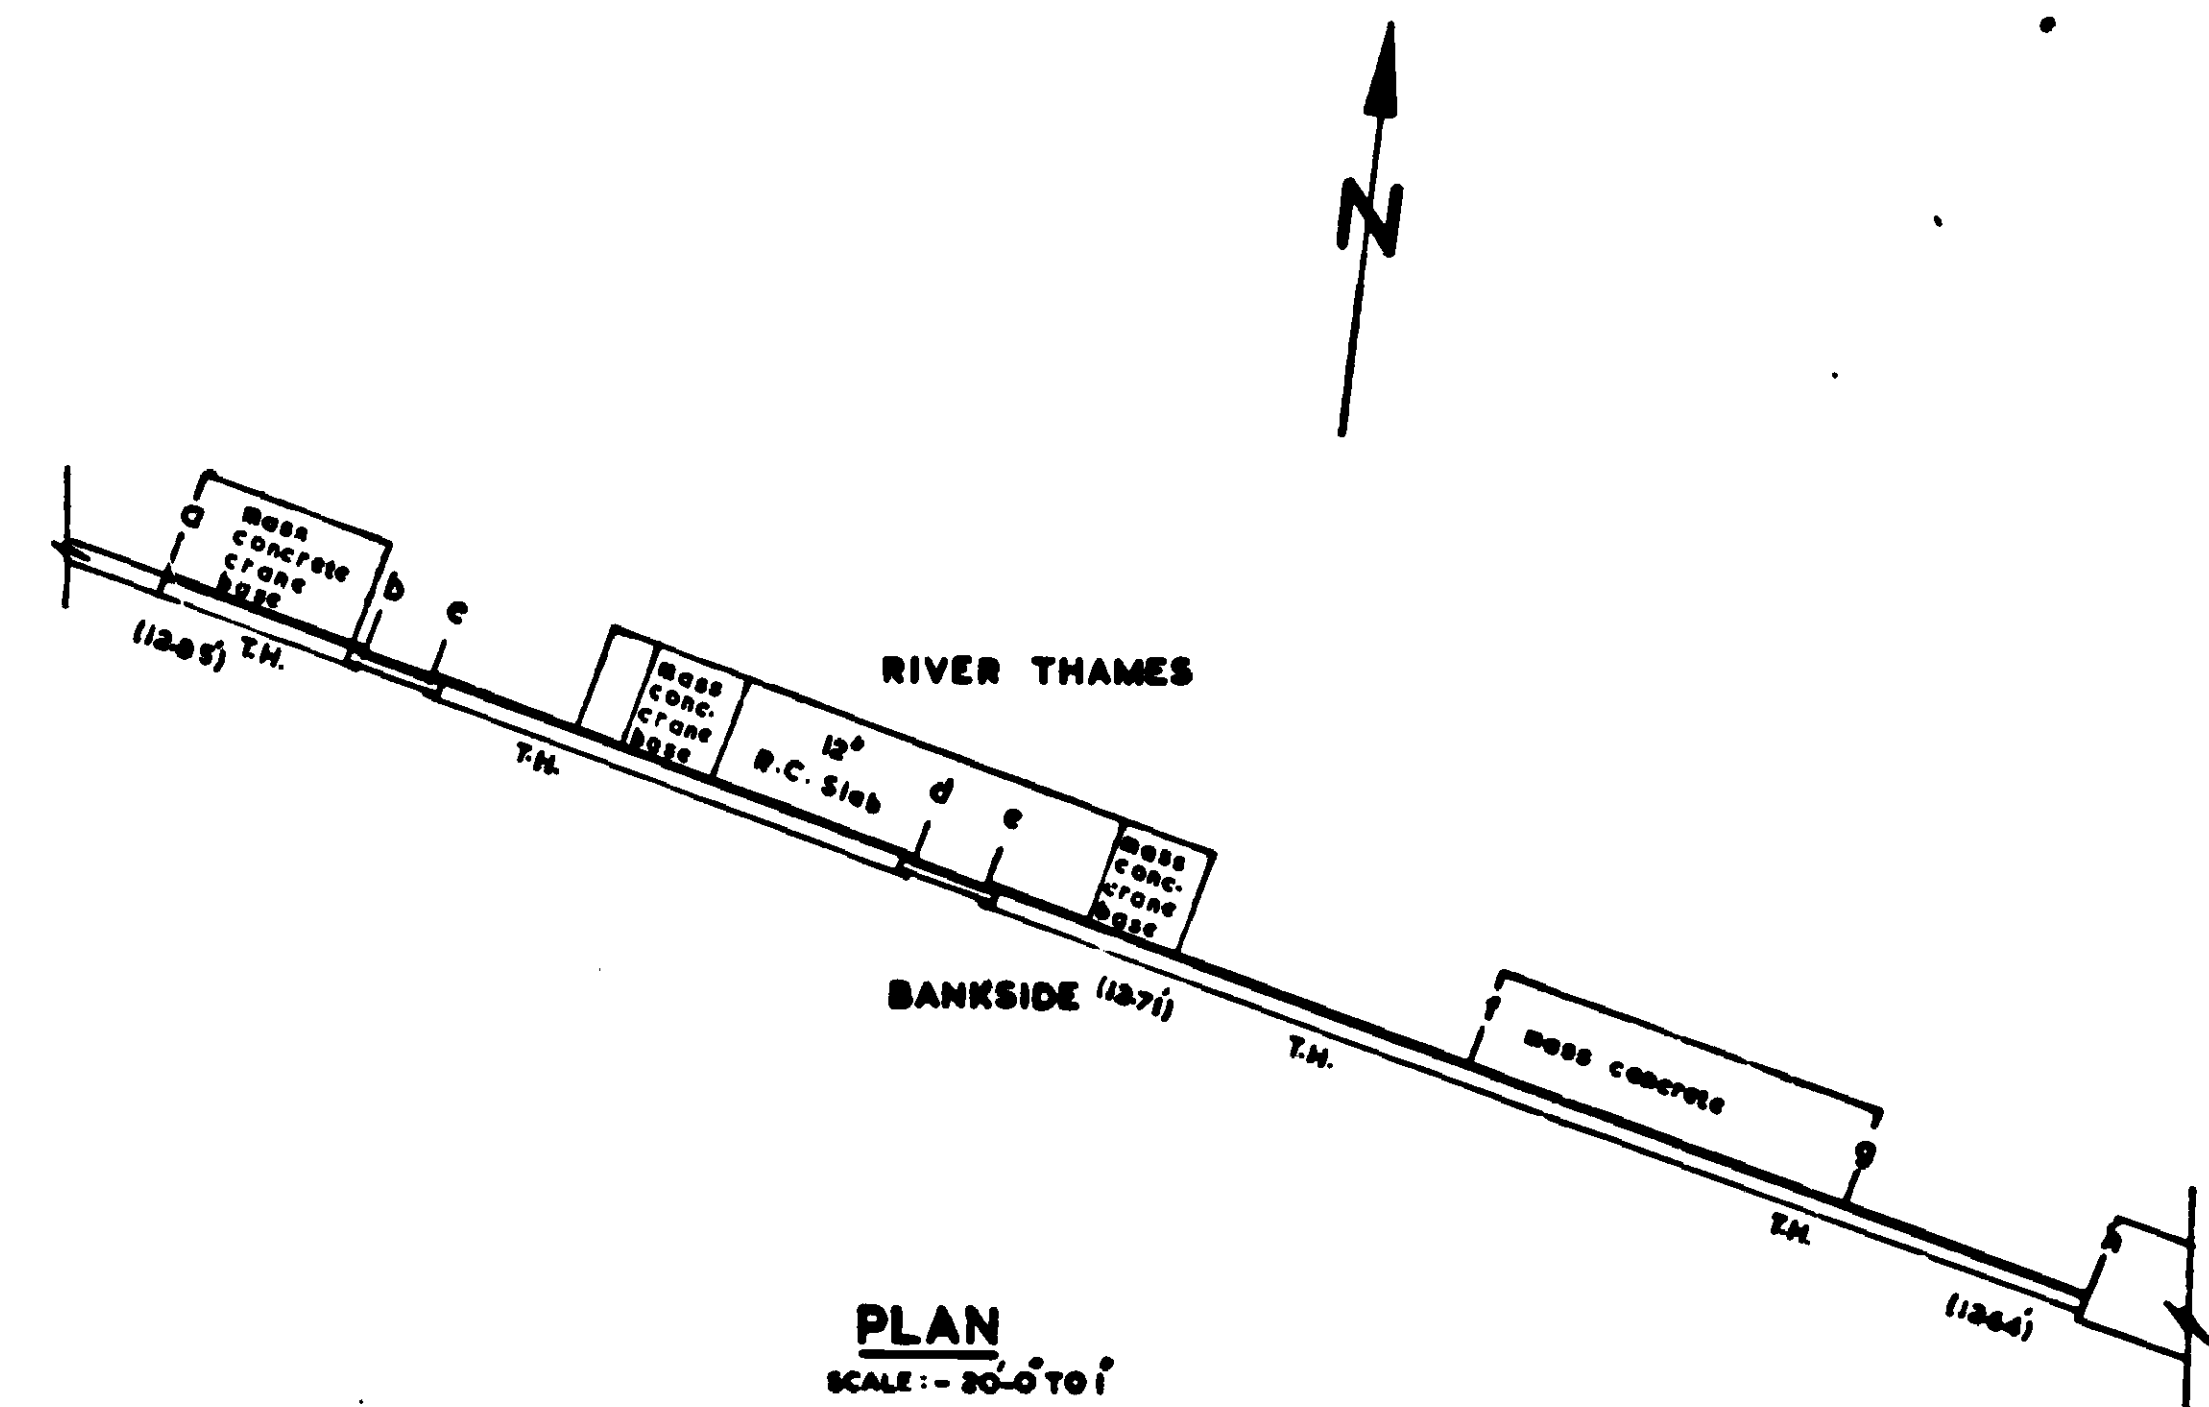 N
a
mass
concrete
crane
base
b
e
(12.85')
T.H.
T.H.
mass
conc.
crane
base
12"
R.C. Slab
d
e
RIVER THAMES
mass
conc.
crane
base
BANKSIDE
(12.71')
T.H.
f
mass concrete
g
T.H.
h
(12.64')
PLAN
SCALE :- 20'-0" TO 1"